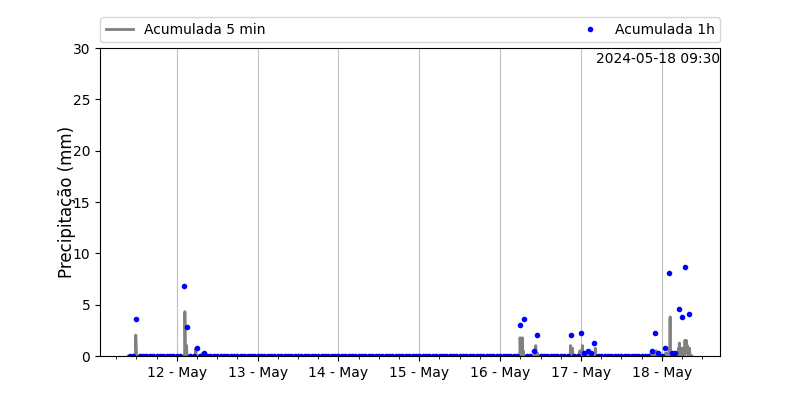 Acumulada 5 min
Acumulada 1h
2024-05-18 09:30
Precipitação (mm)
30
25
20
15
10
5
0
12 - May
13 - May
14 - May
15 - May
16 - May
17 - May
18 - May